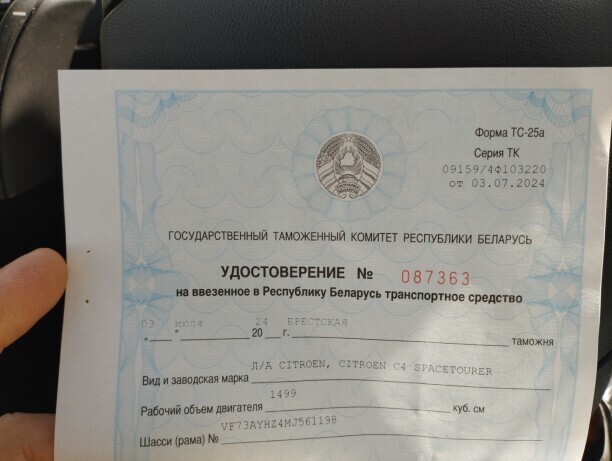 Форма ТС-25а
Серия ТК
09159/4Ф103220
от 03.07.2024
ГОСУДАРСТВЕННЫЙ ТАМОЖЕННЫЙ КОМИТЕТ РЕСПУБЛИКИ БЕЛАРУСЬ
УДОСТОВЕРЕНИЕ № 087363
на ввезенное в Республику Беларусь транспортное средство
"03" июля 2024 г. БРЕСТСКАЯ таможня
Вид и заводская марка Л/А CITROEN, CITROEN C4 SPACETOURER
Рабочий объем двигателя 1499 куб. см
Шасси (рама) № VF73AYHZ4MJ561198